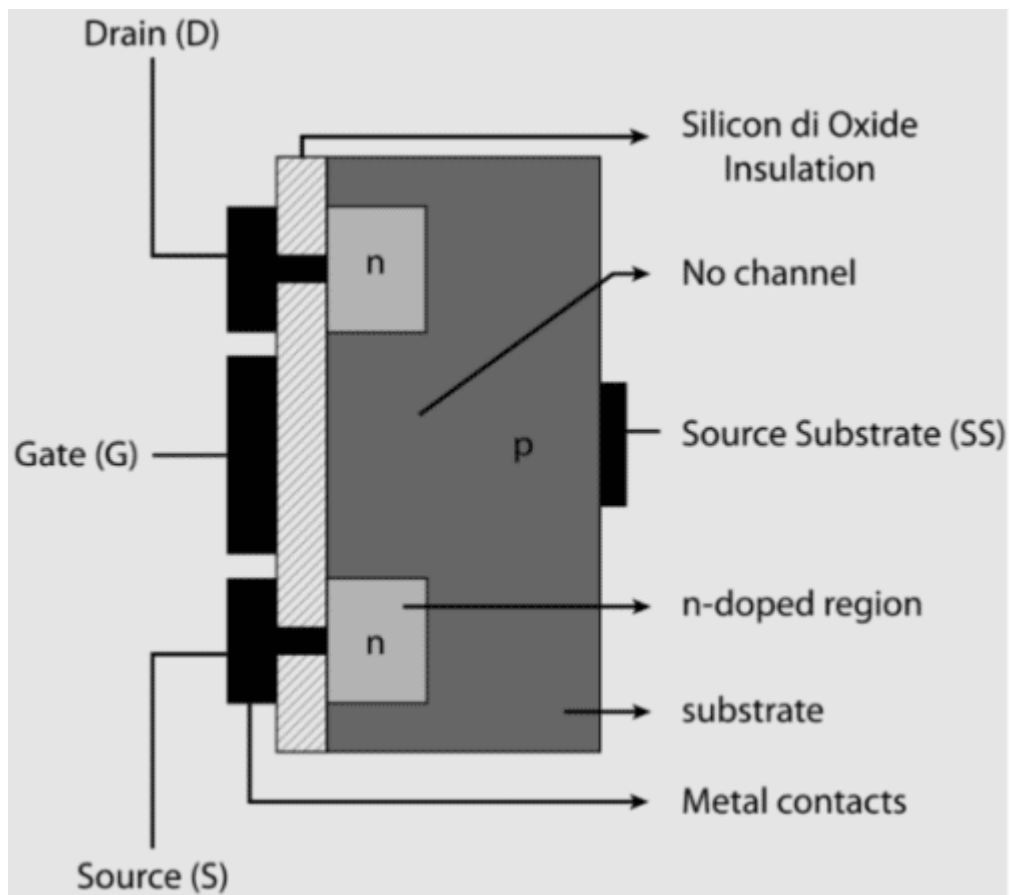 Drain (D)
Silicon di Oxide
Insulation
n
No channel
Gate (G)
p
Source Substrate (SS)
n-doped region
n
substrate
Metal contacts
Source (S)